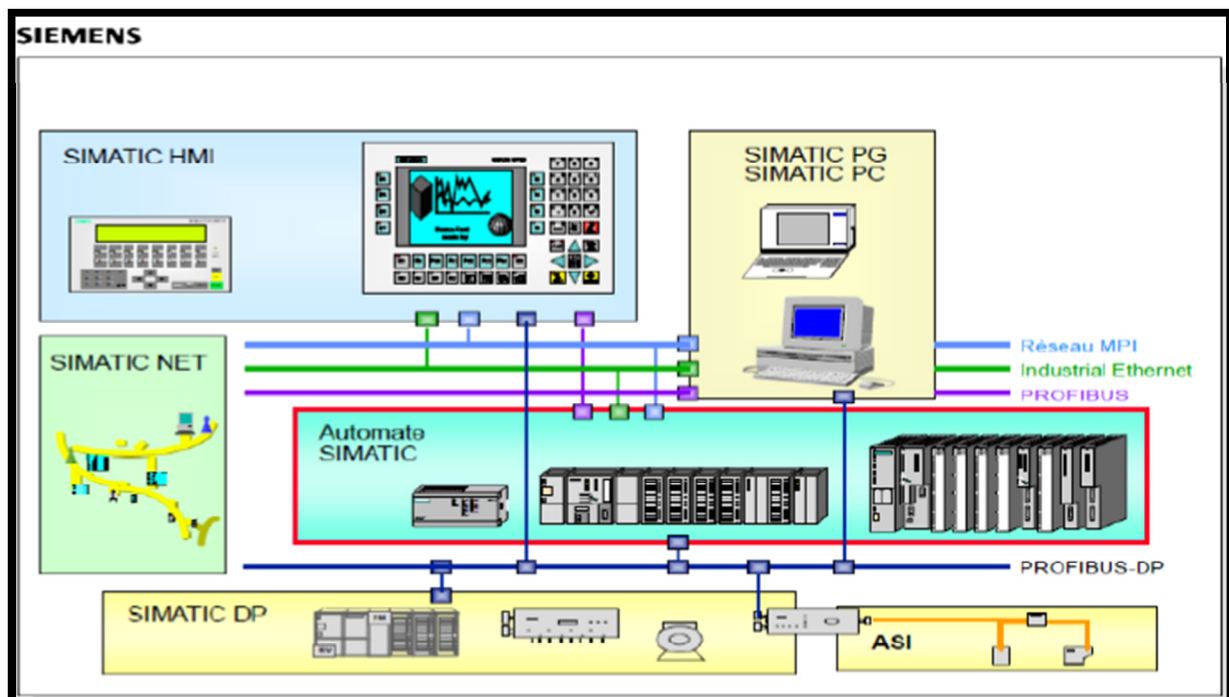 SIEMENS
SIMATIC HMI
SIMATIC PG
SIMATIC PC
SIMATIC NET
Réseau MPI
Industrial Ethernet
PROFIBUS
Automate
SIMATIC
PROFIBUS-DP
SIMATIC DP
ASI